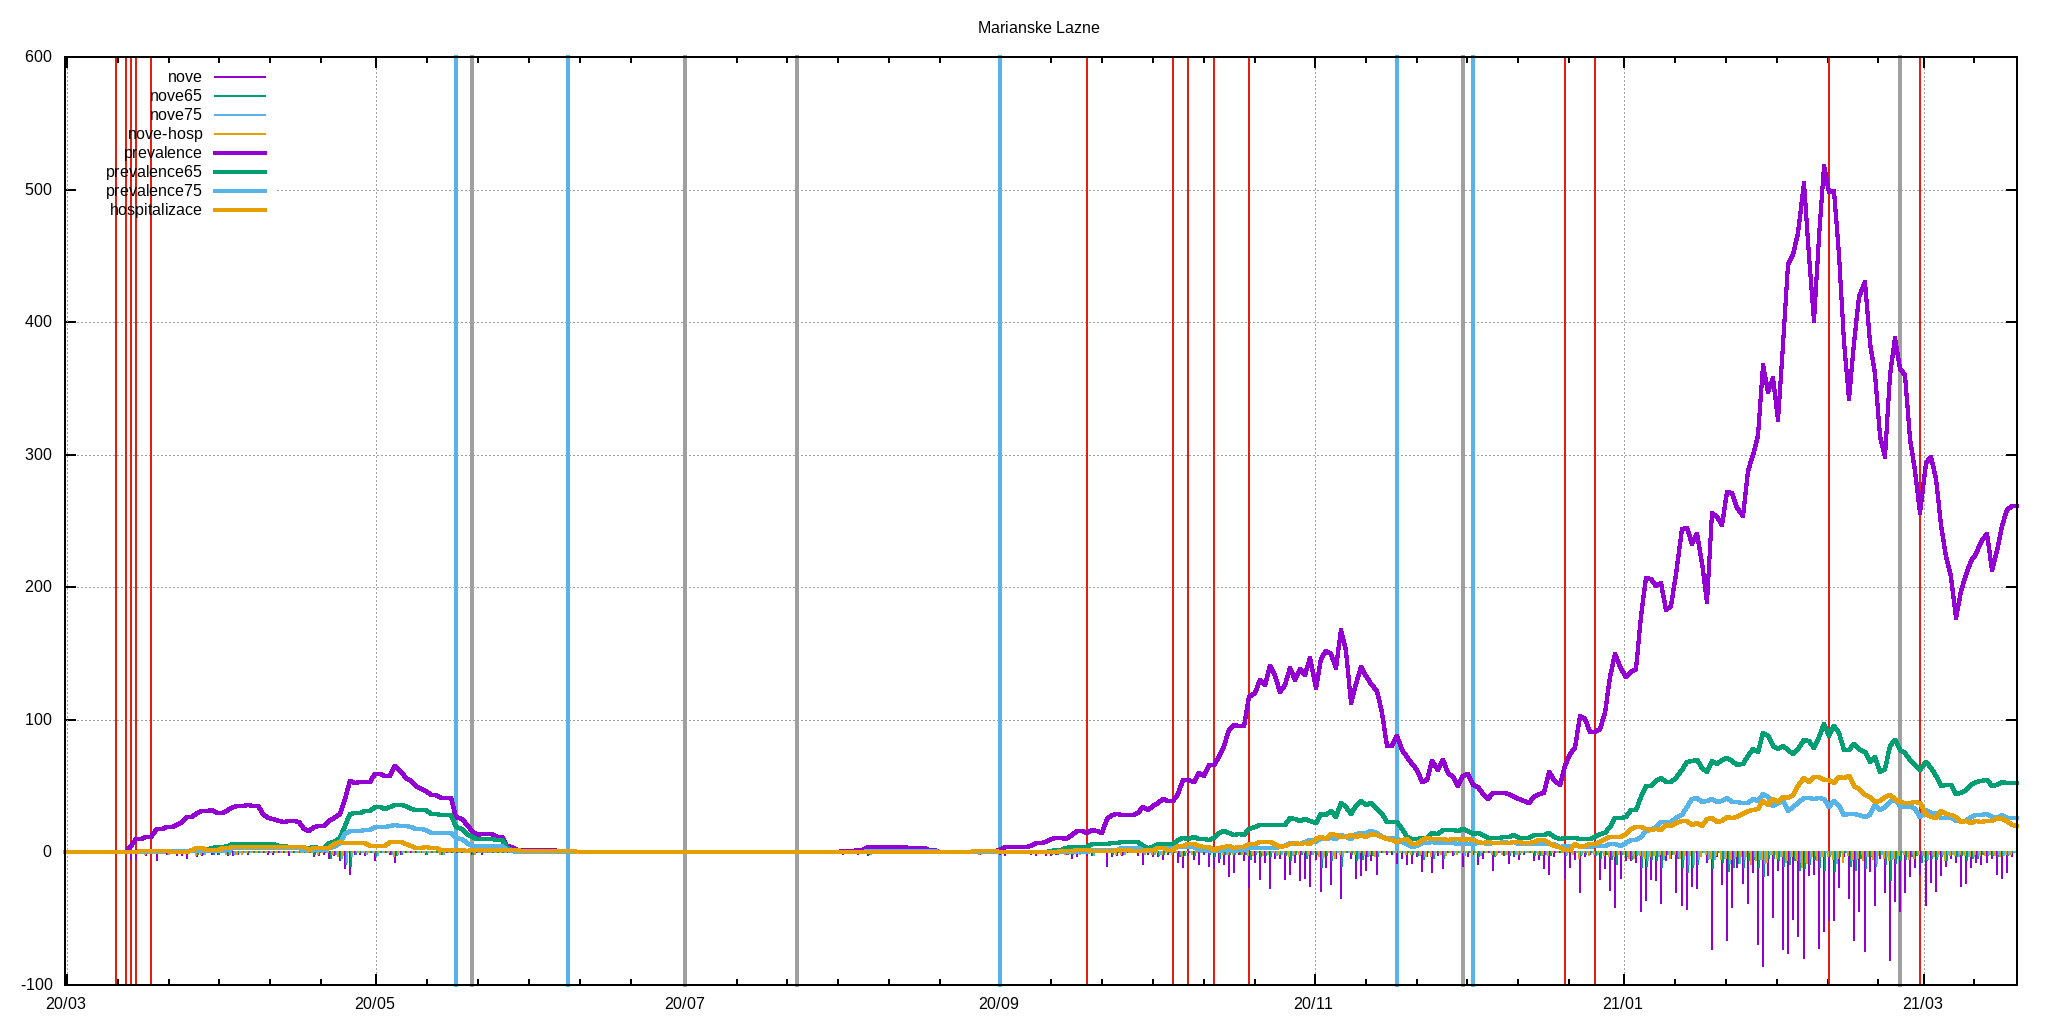 Marianske Lazne
600
500
400
300
200
100
0
-100
nove
nove65
nove75
nove-hosp
prevalence
prevalence65
prevalence75
hospitalizace
20/03 20/05 20/07 20/09 20/11 21/01 21/03